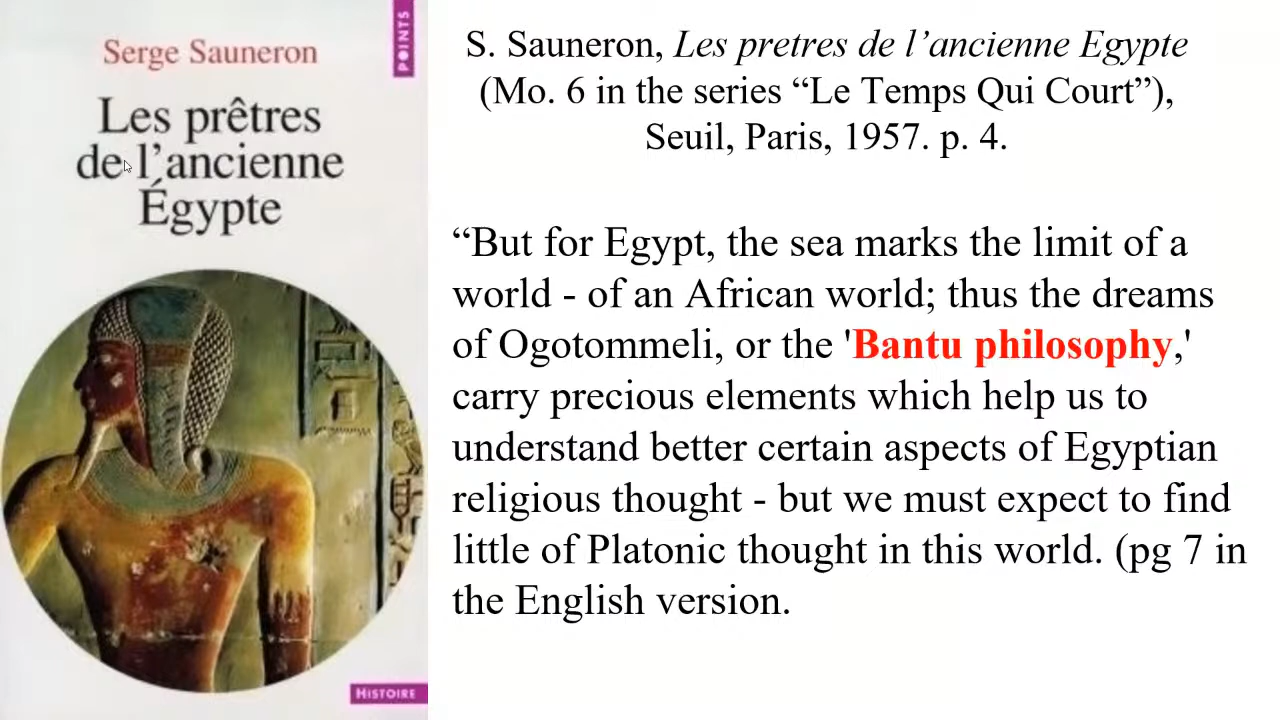 Serge Sauneron
POINTS
Les prêtres
de l’ancienne
Égypte
HISTOIRE
S. Sauneron, Les pretres de l’ancienne Egypte
(Mo. 6 in the series “Le Temps Qui Court”),
Seuil, Paris, 1957. p. 4.
“But for Egypt, the sea marks the limit of a
world - of an African world; thus the dreams
of Ogotommeli, or the 'Bantu philosophy,'
carry precious elements which help us to
understand better certain aspects of Egyptian
religious thought - but we must expect to find
little of Platonic thought in this world. (pg 7 in
the English version.